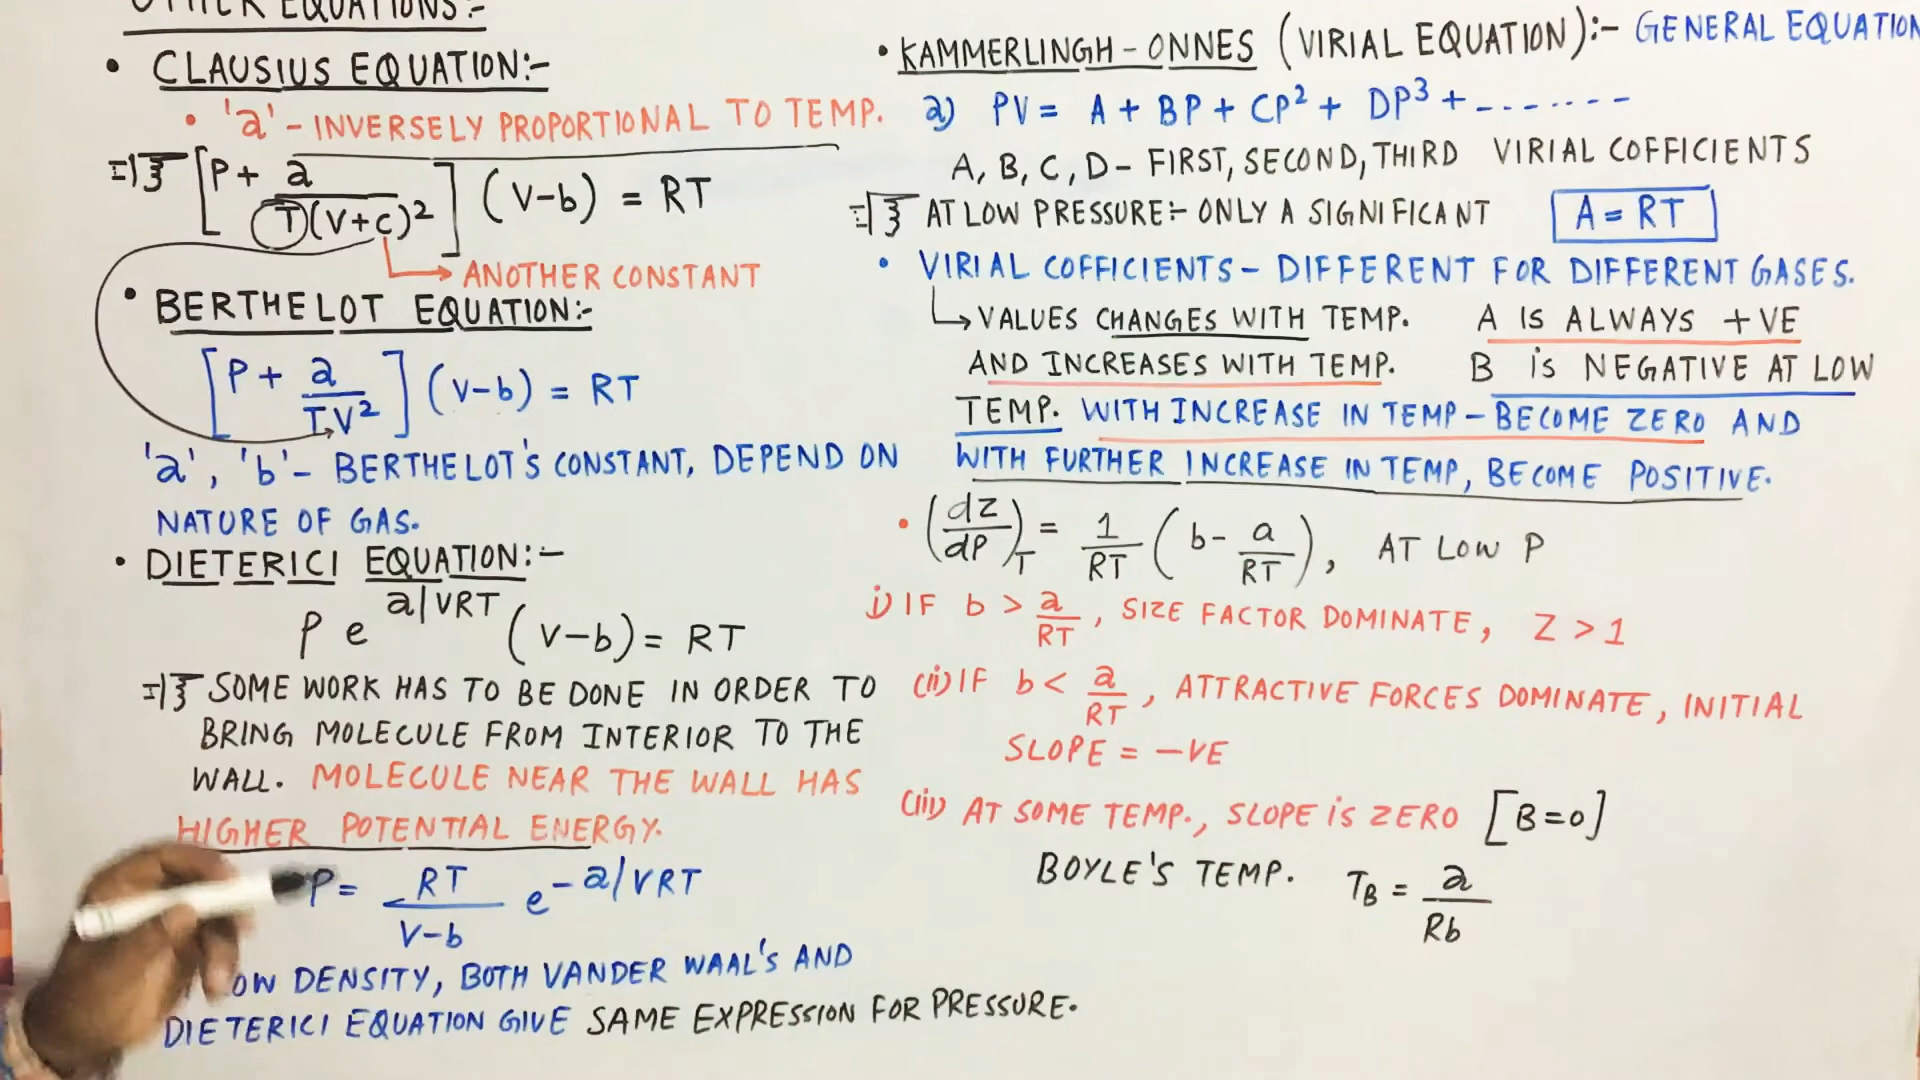 OTHER EQUATIONS:-
• CLAUSIUS EQUATION:-
• 'a' - INVERSELY PROPORTIONAL TO TEMP.
[P + a / T(V+c)²] (V-b) = RT
ANOTHER CONSTANT
• BERTHELOT EQUATION:-
[P + a / TV²] (V-b) = RT
'a', 'b' - BERTHELOT'S CONSTANT, DEPEND ON
NATURE OF GAS.
• DIETERICI EQUATION:-
P e^a/VRT (V-b) = RT
SOME WORK HAS TO BE DONE IN ORDER TO
BRING MOLECULE FROM INTERIOR TO THE
WALL. MOLECULE NEAR THE WALL HAS
HIGHER POTENTIAL ENERGY.
P = RT / V-b e^-a/VRT
OW DENSITY, BOTH VANDER WAAL'S AND
DIETERICI EQUATION GIVE SAME EXPRESSION FOR PRESSURE.
• KAMMERLINGH - ONNES (VIRIAL EQUATION):- GENERAL EQUATION
a) PV = A + BP + CP² + DP³ + -------
A, B, C, D - FIRST, SECOND, THIRD VIRIAL COFFICIENTS
AT LOW PRESSURE:- ONLY A SIGNIFICANT A = RT
• VIRIAL COFFICIENTS - DIFFERENT FOR DIFFERENT GASES.
→ VALUES CHANGES WITH TEMP. A IS ALWAYS +VE
AND INCREASES WITH TEMP. B is NEGATIVE AT LOW
TEMP. WITH INCREASE IN TEMP - BECOME ZERO AND
WITH FURTHER INCREASE IN TEMP, BECOME POSITIVE.
• (dZ/dP)T = 1/RT (b - a/RT), AT LOW P
i) IF b > a/RT, SIZE FACTOR DOMINATE, Z > 1
(ii) IF b < a/RT, ATTRACTIVE FORCES DOMINATE, INITIAL
SLOPE = -VE
(iii) AT SOME TEMP., SLOPE is ZERO [B=0]
BOYLE'S TEMP. TB = a/Rb